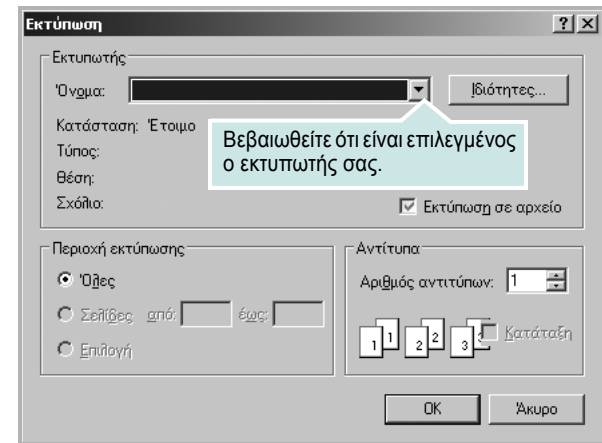 Εκτύπωση
Εκτυπωτής
Όνομα:
Ιδιότητες...
Κατάσταση: Έτοιμο
Τύπος:
Θέση:
Σχόλιο:
Βεβαιωθείτε ότι είναι επιλεγμένος
ο εκτυπωτής σας.
Εκτύπωση σε αρχείο
Περιοχή εκτύπωσης
Όλες
Σελίδες από: έως:
Επιλογή
Αντίτυπα
Αριθμός αντιτύπων: 1
1 1 2 2 3 3
Κατάταξη
OK
Άκυρο